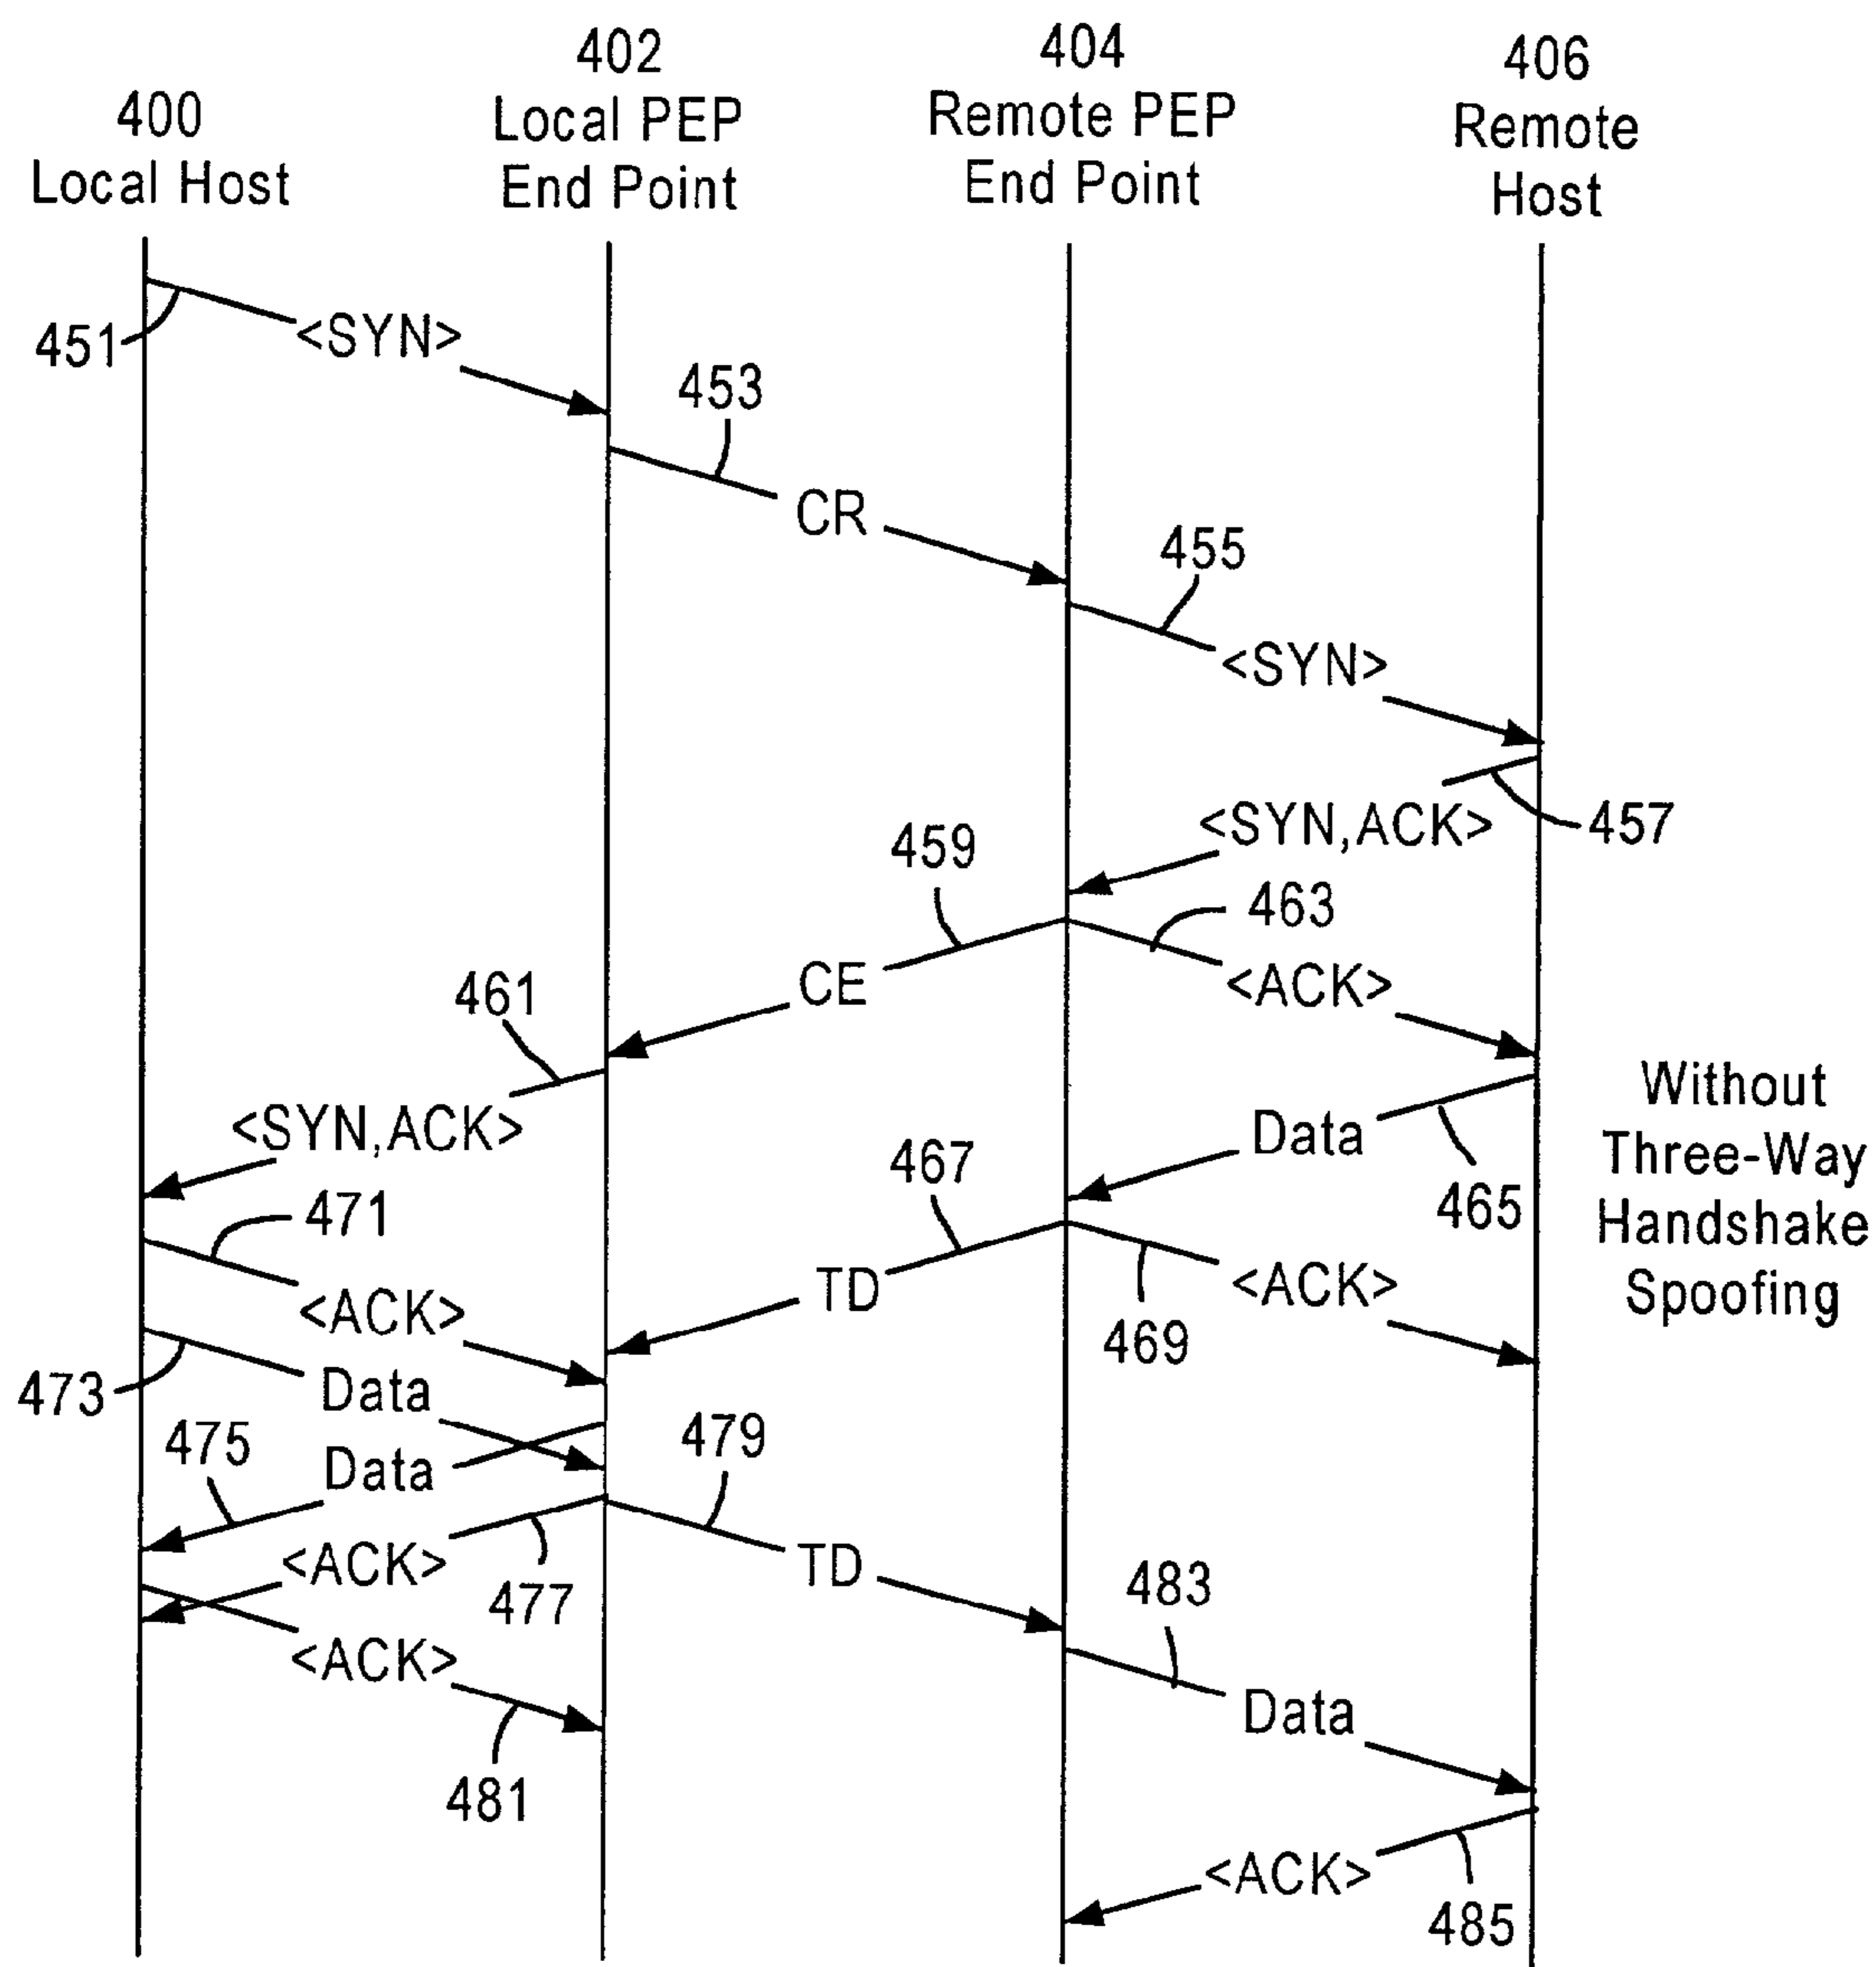 400
Local Host
402
Local PEP
End Point
404
Remote PEP
End Point
406
Remote
Host
451
<SYN>
453
CR
455
<SYN>
457
<SYN,ACK>
459
463
CE
<ACK>
461
<SYN,ACK>
Data
465
467
471
TD
<ACK>
469
<ACK>
Without
Three-Way
Handshake
Spoofing
473
Data
475
Data
479
<ACK>
477
TD
483
<ACK>
481
Data
<ACK>
485